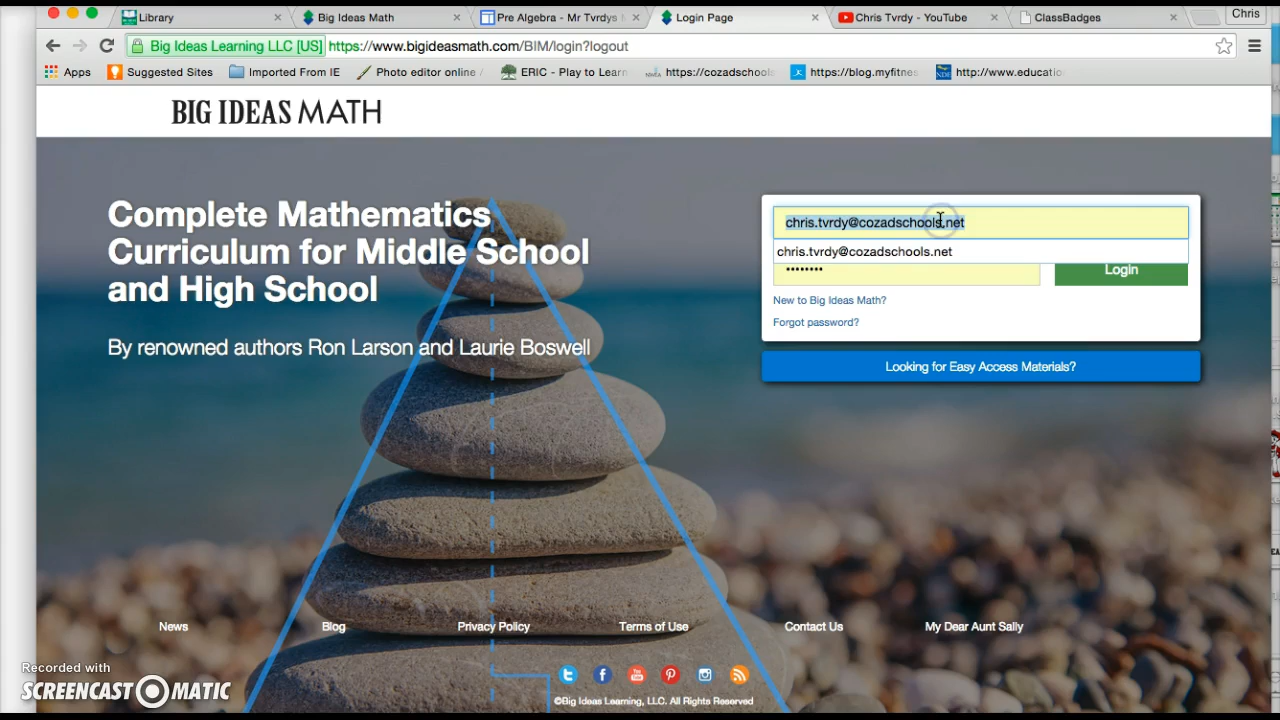 Library
Big Ideas Math
Pre Algebra - Mr Tvrdys
Login Page
Chris Tvrdy - YouTube
ClassBadges
Chris
Big Ideas Learning LLC [US]
https://www.bigideasmath.com/BIM/login?logout
Apps
Suggested Sites
Imported From IE
Photo editor online /
ERIC - Play to Learn
https://cozadschools
https://blog.myfitnes
http://www.educatio
BIG IDEAS MATH
Complete Mathematics
Curriculum for Middle School
and High School
By renowned authors Ron Larson and Laurie Boswell
chris.tvrdy@cozadschools.net
chris.tvrdy@cozadschools.net
••••••••
Login
New to Big Ideas Math?
Forgot password?
Looking for Easy Access Materials?
News
Blog
Privacy Policy
Terms of Use
Contact Us
My Dear Aunt Sally
©Big Ideas Learning, LLC. All Rights Reserved
Recorded with
SCREENCAST-O-MATIC